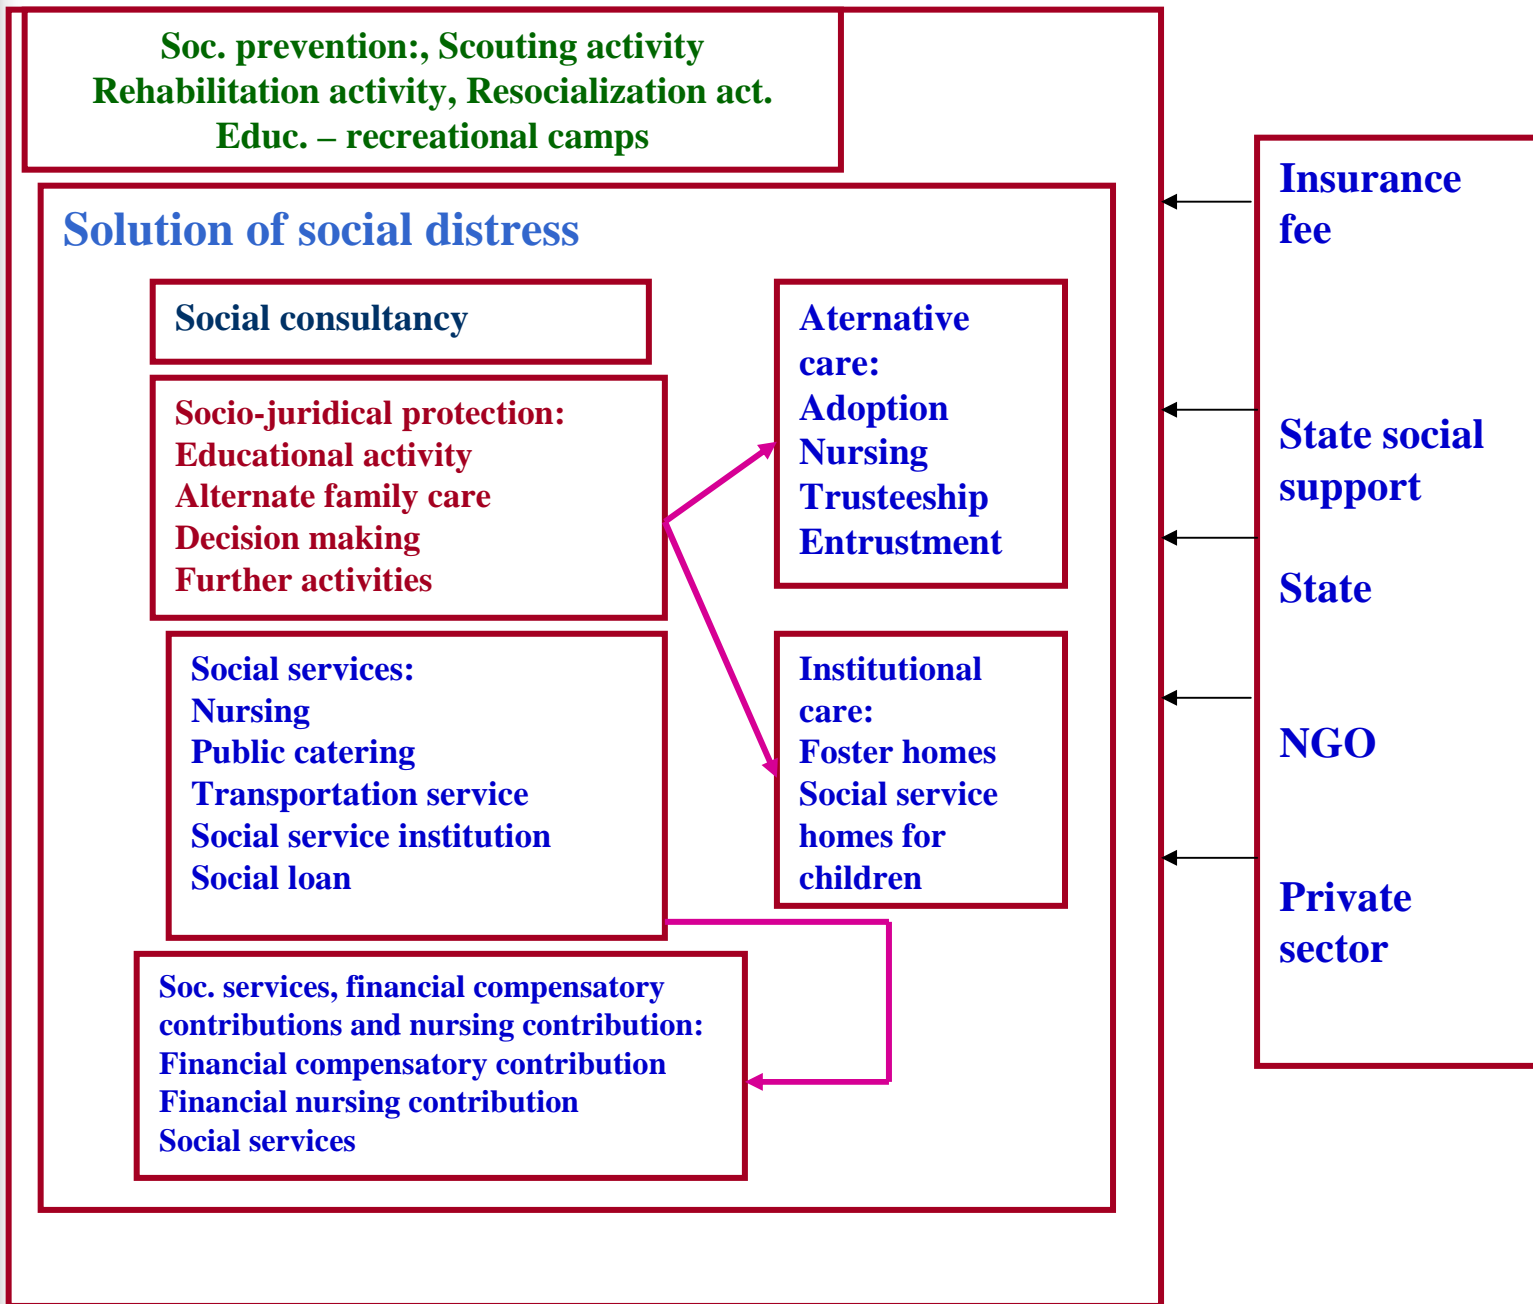 Soc. prevention:, Scouting activity
Rehabilitation activity, Resocialization act.
Educ. – recreational camps
Solution of social distress
Social consultancy
Socio-juridical protection:
Educational activity
Alternate family care
Decision making
Further activities
Social services:
Nursing
Public catering
Transportation service
Social service institution
Social loan
Soc. services, financial compensatory
contributions and nursing contribution:
Financial compensatory contribution
Financial nursing contribution
Social services
Aternative
care:
Adoption
Nursing
Trusteeship
Entrustment
Institutional
care:
Foster homes
Social service
homes for
children
Insurance
fee
State social
support
State
NGO
Private
sector